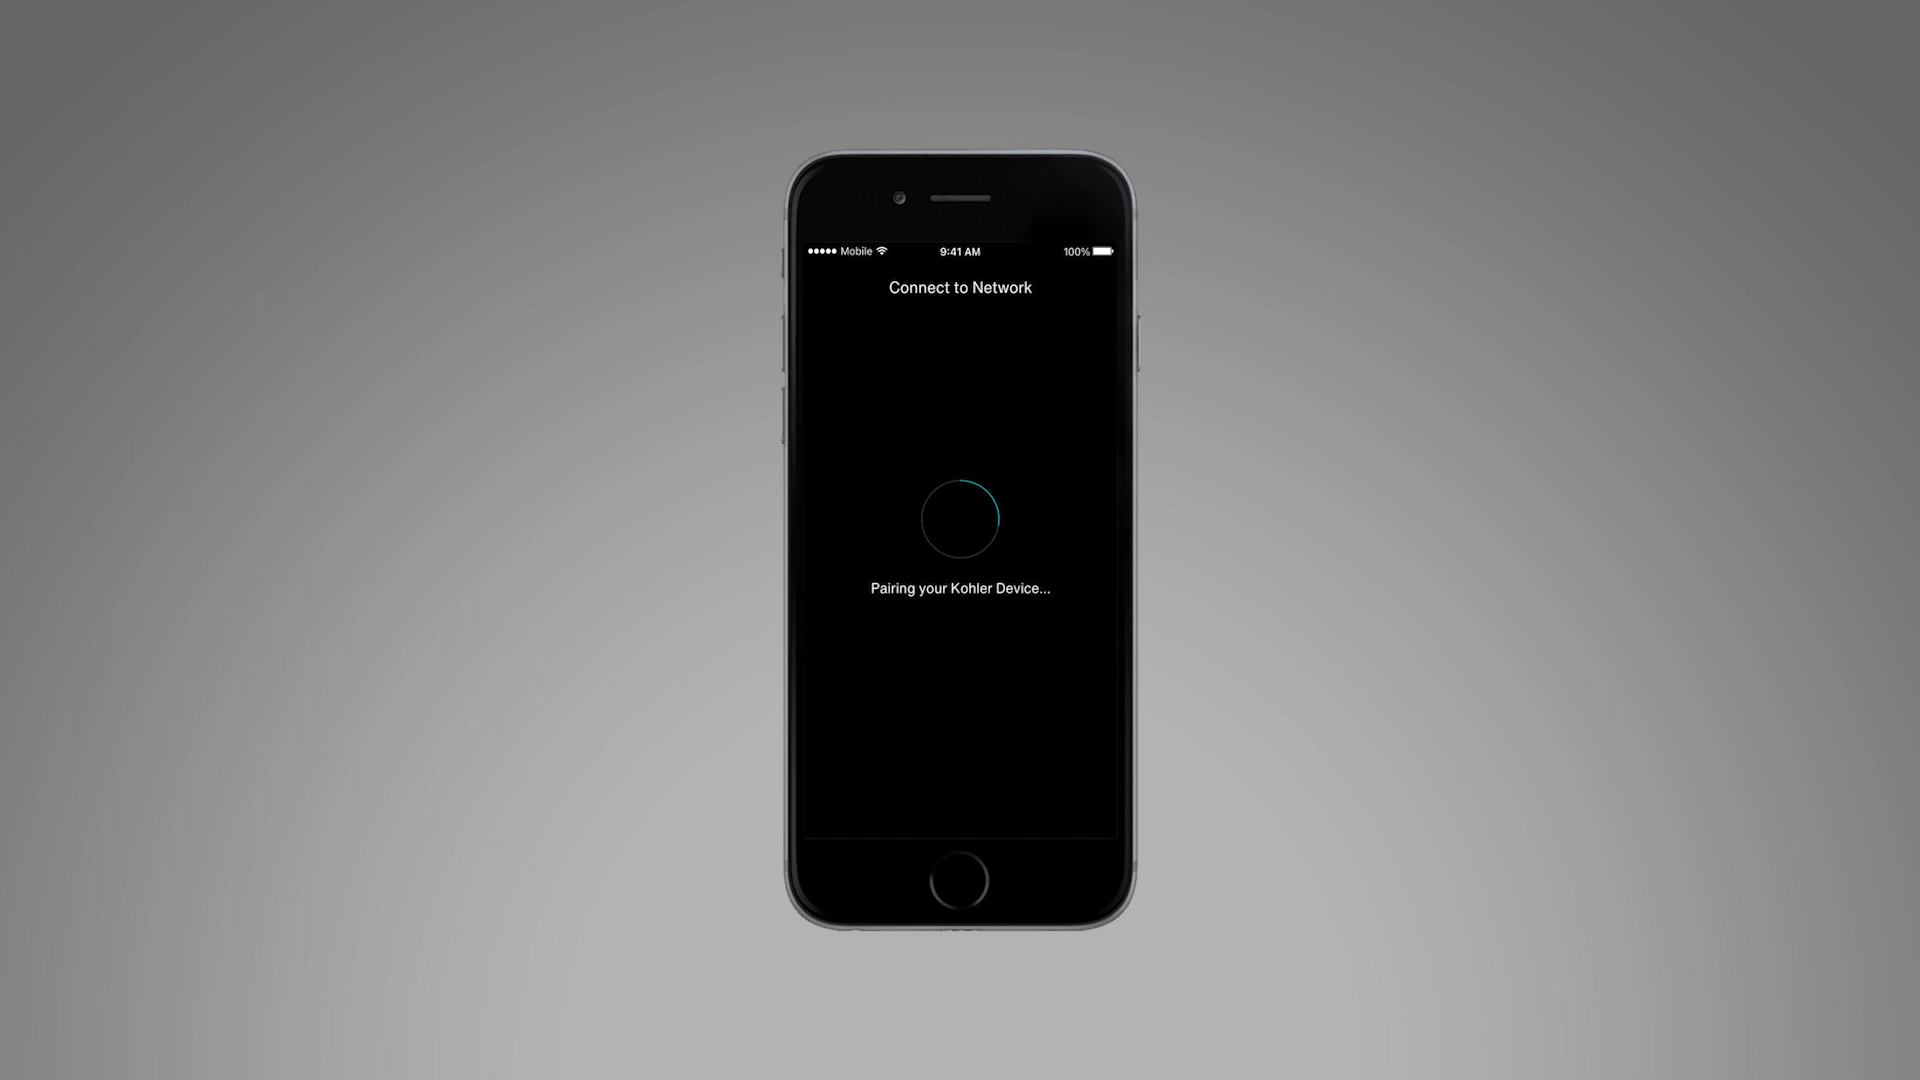 Mobile 9:41 AM 100%
Connect to Network
Pairing your Kohler Device...